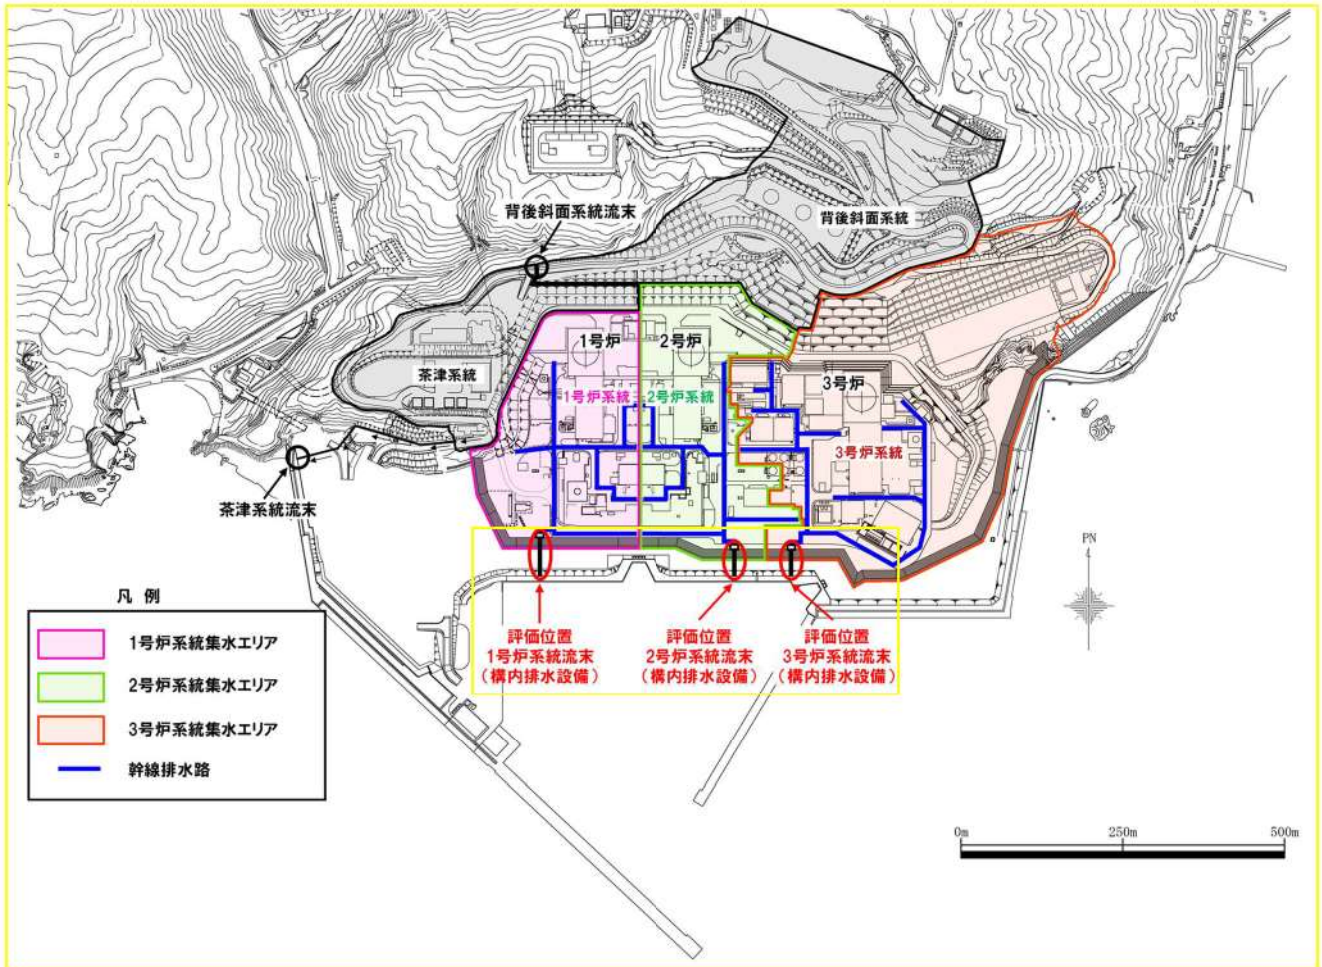 背後斜面系統流末
背後斜面系統
1号炉
2号炉
3号炉
茶津系統
1号炉系統
2号炉系統
3号炉系統
茶津系統流末
PN
凡 例
1号炉系統集水エリア
2号炉系統集水エリア
3号炉系統集水エリア
幹線排水路
評価位置
1号炉系統流末
(構内排水設備)
評価位置
2号炉系統流末
(構内排水設備)
評価位置
3号炉系統流末
(構内排水設備)
0m
250m
500m